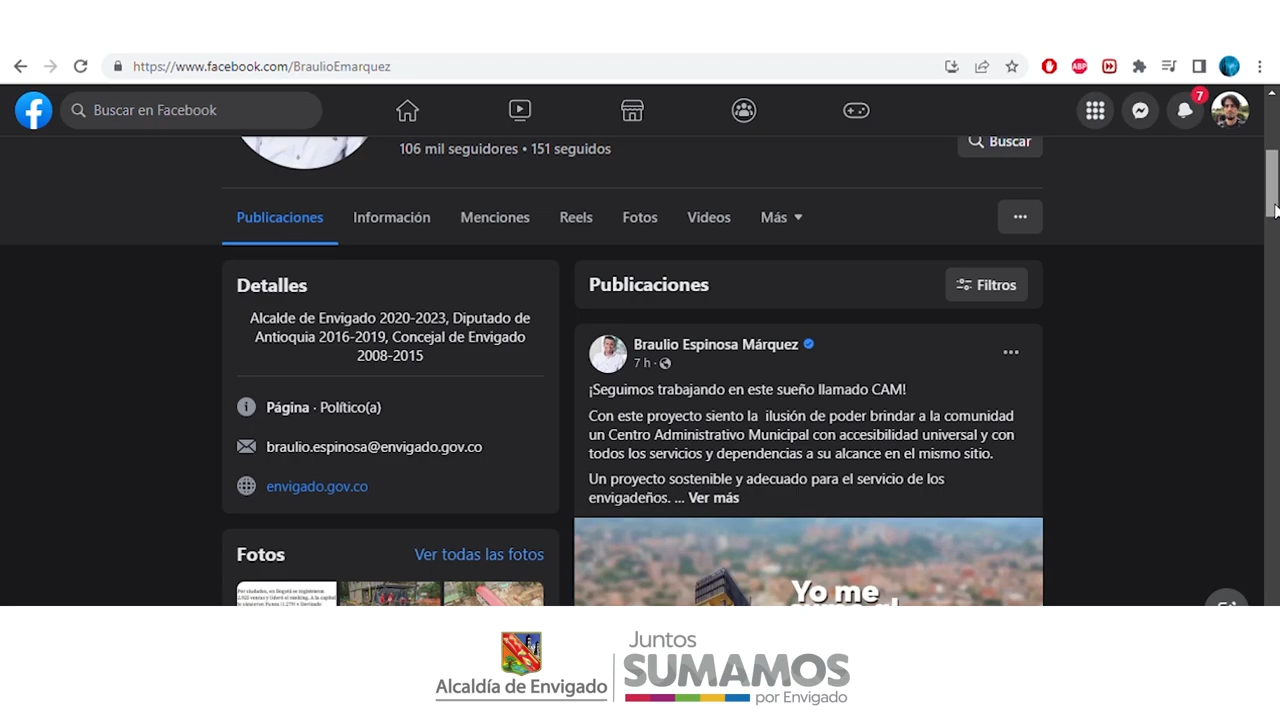 https://www.facebook.com/BraulioEmarquez
Buscar en Facebook
7
106 mil seguidores • 151 seguidos
Buscar
Publicaciones
Información
Menciones
Reels
Fotos
Videos
Más
Detalles
Alcalde de Envigado 2020-2023, Diputado de
Antioquia 2016-2019, Concejal de Envigado
2008-2015
Página · Político(a)
braulio.espinosa@envigado.gov.co
envigado.gov.co
Fotos
Ver todas las fotos
Publicaciones
Filtros
Braulio Espinosa Márquez
7 h ·
¡Seguimos trabajando en este sueño llamado CAM!
Con este proyecto siento la ilusión de poder brindar a la comunidad
un Centro Administrativo Municipal con accesibilidad universal y con
todos los servicios y dependencias a su alcance en el mismo sitio.
Un proyecto sostenible y adecuado para el servicio de los
envigadeños. ... Ver más
Yo me
Alcaldía de Envigado
Juntos
SUMAMOS
por Envigado